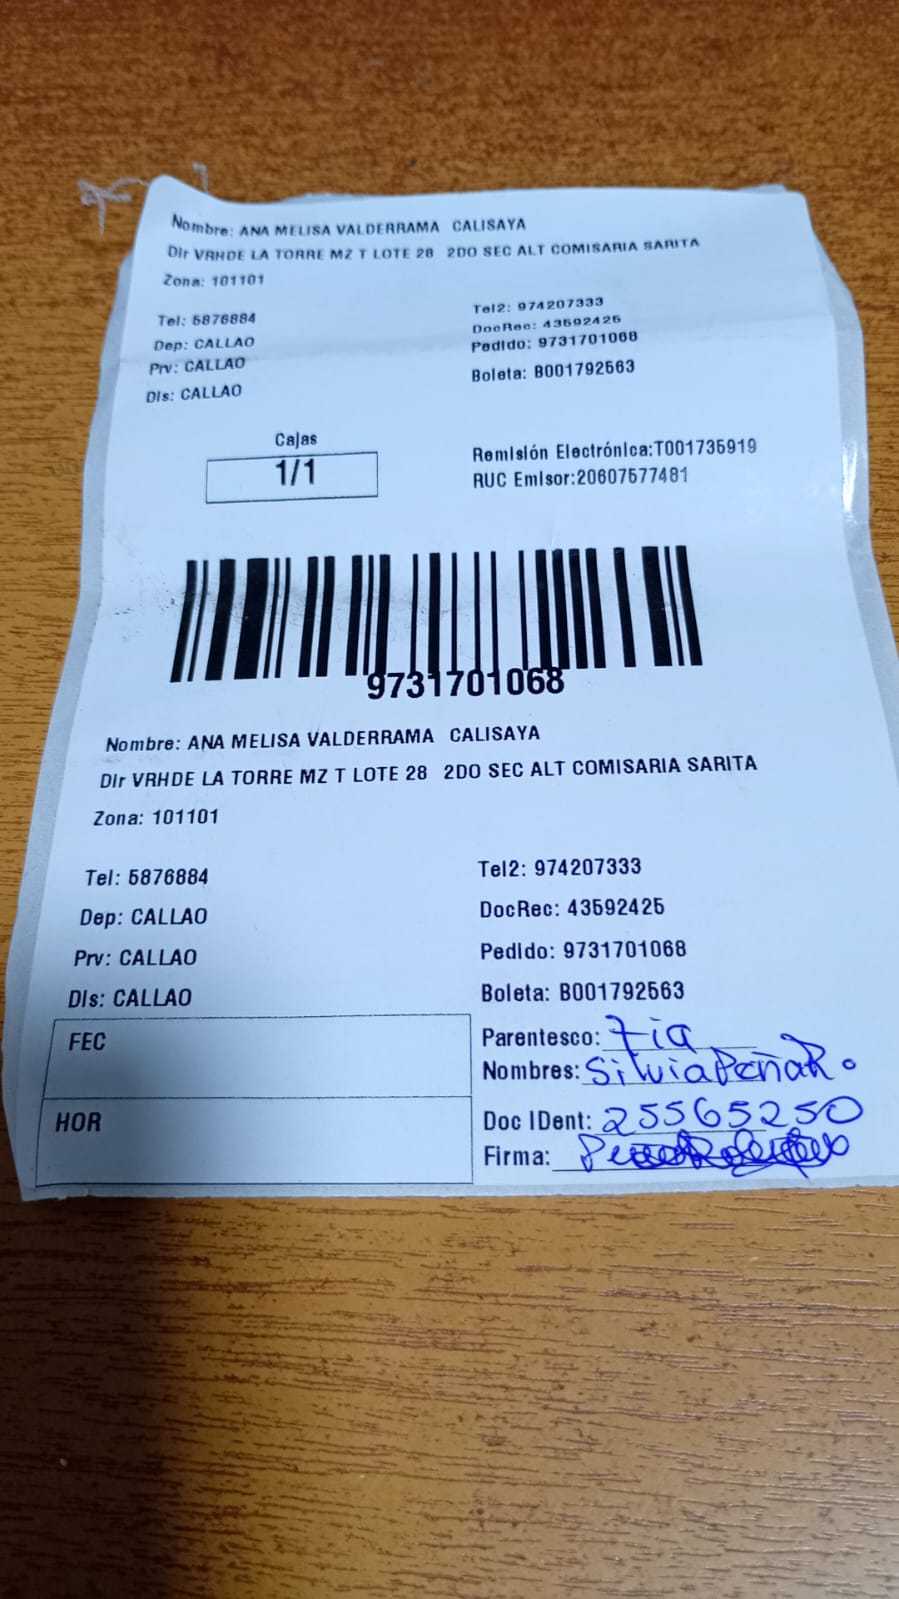 Nombre: ANA MELISA VALDERRAMA CALISAYA
Dir VRHDE LA TORRE MZ T LOTE 28 2DO SEC ALT COMISARIA SARITA
Zona: 101101
Tel: 5876884 Tel2: 974207333
Dep: CALLAO DocRec: 43592425
Prv: CALLAO Pedido: 9731701068
Dis: CALLAO Boleta: B001792563
Cajas
1/1
Remisión Electrónica:T001735919
RUC Emisor:20607577481
9731701068
Nombre: ANA MELISA VALDERRAMA CALISAYA
Dir VRHDE LA TORRE MZ T LOTE 28 2DO SEC ALT COMISARIA SARITA
Zona: 101101
Tel: 5876884 Tel2: 974207333
Dep: CALLAO DocRec: 43592425
Prv: CALLAO Pedido: 9731701068
Dis: CALLAO Boleta: B001792563
FEC
Parentesco: Tia
Nombres: Silvia Peña R.
HOR
Doc IDent: 25565250
Firma: